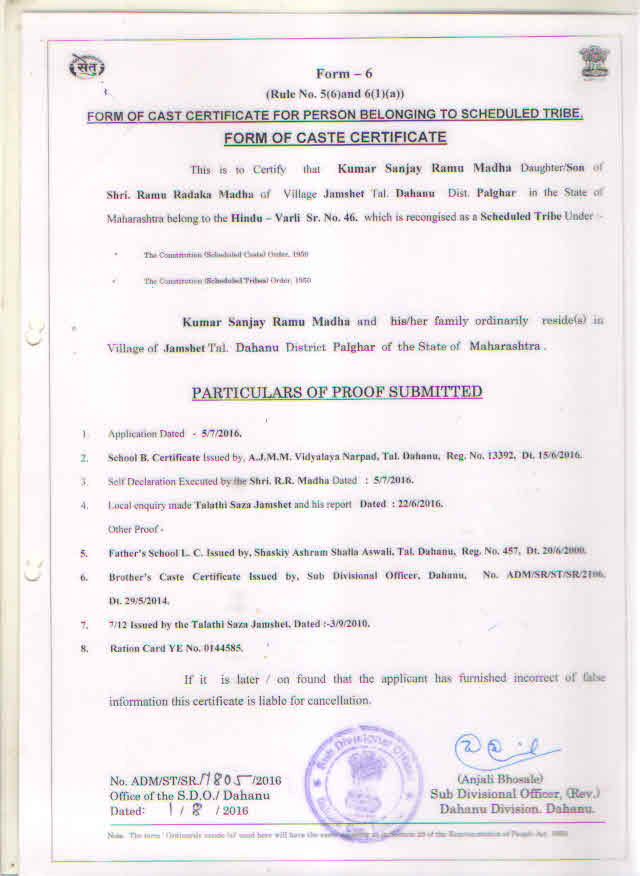 सेतु
Form – 6
(Rule No. 5(6)and 6(1)(a))
FORM OF CAST CERTIFICATE FOR PERSON BELONGING TO SCHEDULED TRIBE.
FORM OF CASTE CERTIFICATE
This is to Certify that Kumar Sanjay Ramu Madha Daughter/Son of
Shri. Ramu Radaka Madha of Village Jamshet Tal. Dahanu Dist. Palghar in the State of
Maharashtra belong to the Hindu – Varli Sr. No. 46. which is recongised as a Scheduled Tribe Under :-
• The Constitution (Scheduled Casts) Order, 1950
• The Constitution (Scheduled Tribes) Order, 1950
Kumar Sanjay Ramu Madha and his/her family ordinarily reside(s) in
Village of Jamshet Tal. Dahanu District Palghar of the State of Maharashtra .
PARTICULARS OF PROOF SUBMITTED
1. Application Dated - 5/7/2016.
2. School B. Certificate Issued by, A.J.M.M. Vidyalaya Narpad, Tal. Dahanu, Reg. No. 13392, Dt. 15/6/2016.
3. Self Declaration Executed by the Shri. R.R. Madha Dated : 5/7/2016.
4. Local enquiry made Talathi Saza Jamshet and his report Dated : 22/6/2016.
Other Proof -
5. Father's School L. C. Issued by, Shaskiy Ashram Shalla Aswali, Tal. Dahanu, Reg. No. 457, Dt. 20/6/2000.
6. Brother's Caste Certificate Issued by, Sub Divisional Officer, Dahanu, No. ADM/SR/ST/SR/2106,
Dt. 29/5/2014.
7. 7/12 Issued by the Talathi Saza Jamshet, Dated :-3/9/2010.
8. Ration Card YE No. 0144585.
If it is later / on found that the applicant has furnished incorrect of false
information this certificate is liable for cancellation.
Sub Divisional Officer
No. ADM/ST/SR/1805/2016
Office of the S.D.O./ Dahanu
Dated: 1 / 8 / 2016
(Anjali Bhosale)
Sub Divisional Officer, (Rev.)
Dahanu Division. Dahanu.
Note. The term ' Ordinarily reside (s)' used here will have the same meaning as in Section 20 of the Representation of People Act, 1950